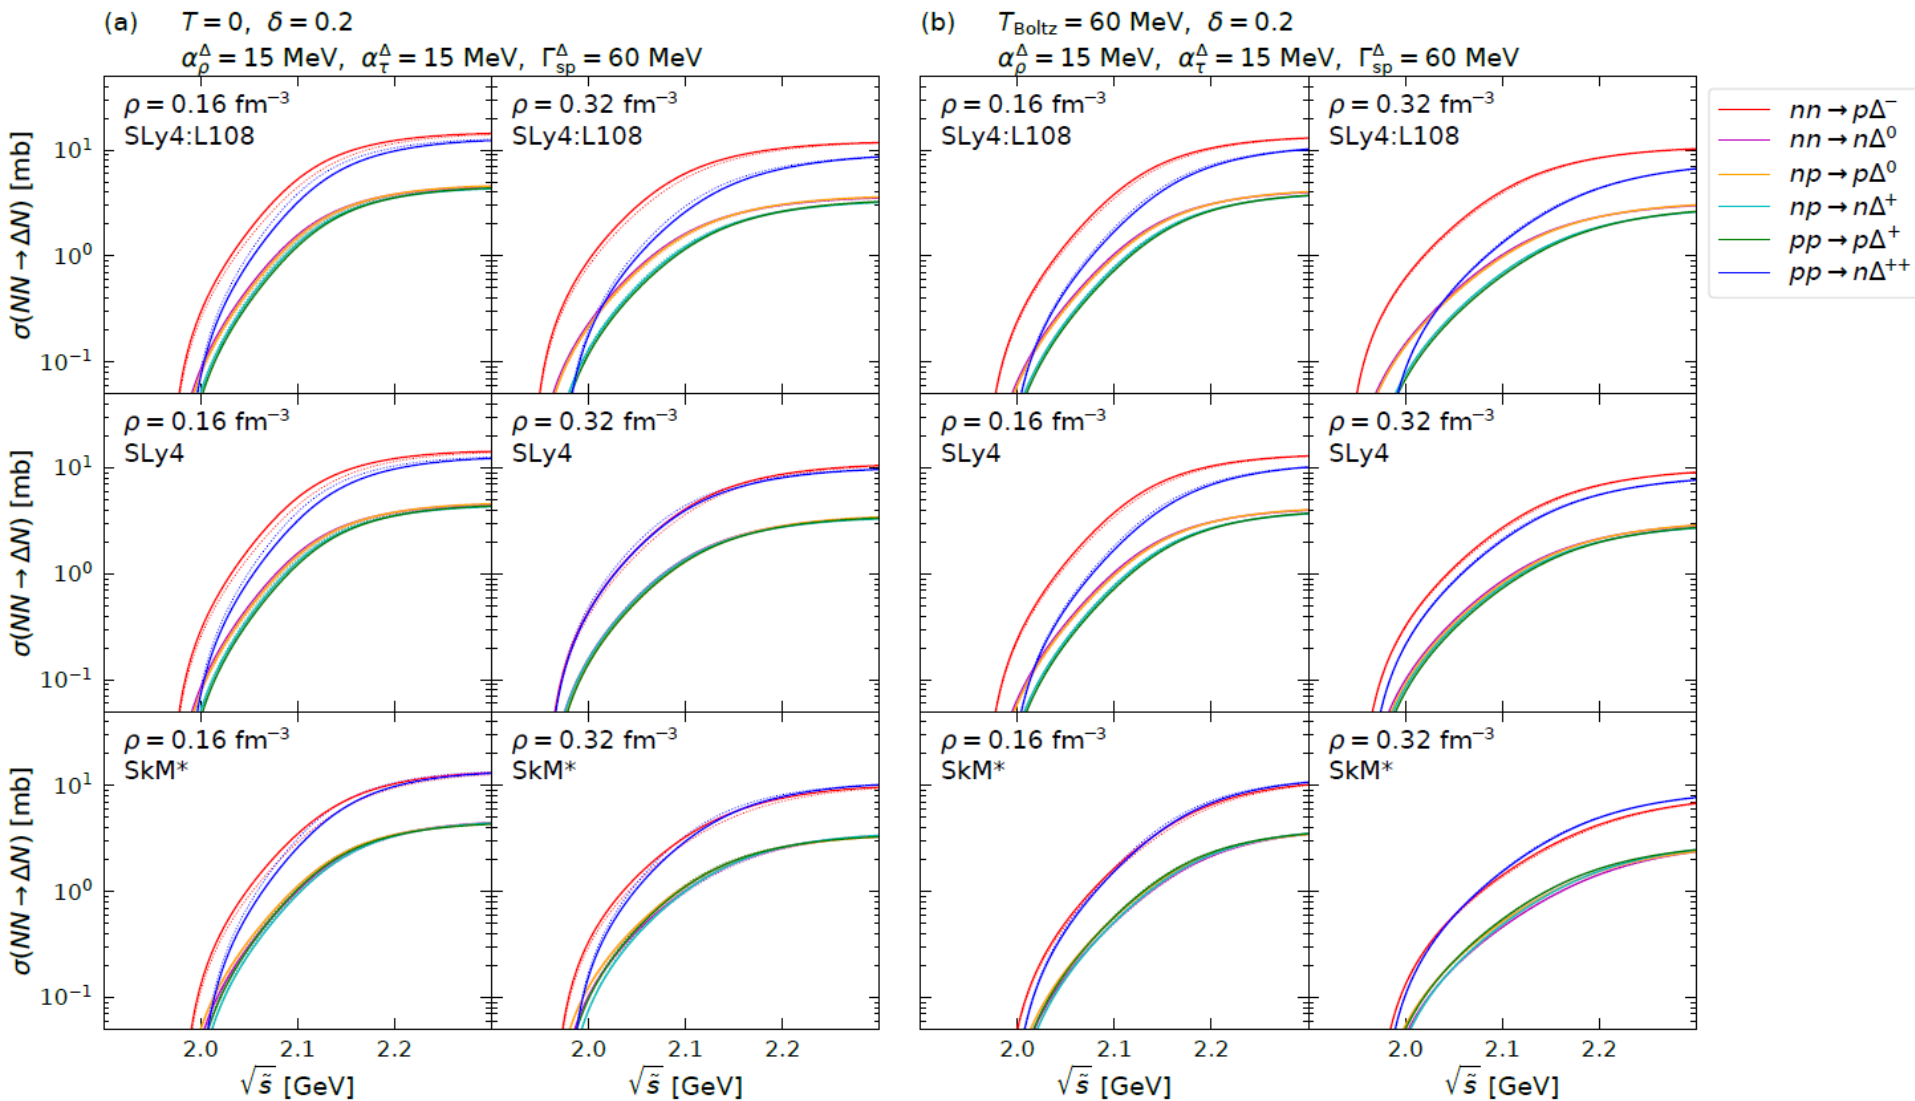 (a) T = 0, δ = 0.2
α_ρ^Δ = 15 MeV, α_τ^Δ = 15 MeV, Γ_sp^Δ = 60 MeV
(b) T_Boltz = 60 MeV, δ = 0.2
α_ρ^Δ = 15 MeV, α_τ^Δ = 15 MeV, Γ_sp^Δ = 60 MeV
ρ = 0.16 fm⁻³
SLy4:L108
ρ = 0.32 fm⁻³
SLy4:L108
ρ = 0.16 fm⁻³
SLy4:L108
ρ = 0.32 fm⁻³
SLy4:L108
nn → pΔ⁻
nn → nΔ⁰
np → pΔ⁰
np → nΔ⁺
pp → pΔ⁺
pp → nΔ⁺⁺
σ(NN → ΔN) [mb]
10¹
10⁰
10⁻¹
ρ = 0.16 fm⁻³
SLy4
ρ = 0.32 fm⁻³
SLy4
ρ = 0.16 fm⁻³
SLy4
ρ = 0.32 fm⁻³
SLy4
σ(NN → ΔN) [mb]
10¹
10⁰
10⁻¹
ρ = 0.16 fm⁻³
SkM*
ρ = 0.32 fm⁻³
SkM*
ρ = 0.16 fm⁻³
SkM*
ρ = 0.32 fm⁻³
SkM*
σ(NN → ΔN) [mb]
10¹
10⁰
10⁻¹
2.0 2.1 2.2
2.0 2.1 2.2
2.0 2.1 2.2
2.0 2.1 2.2
√s̃ [GeV]
√s̃ [GeV]
√s̃ [GeV]
√s̃ [GeV]